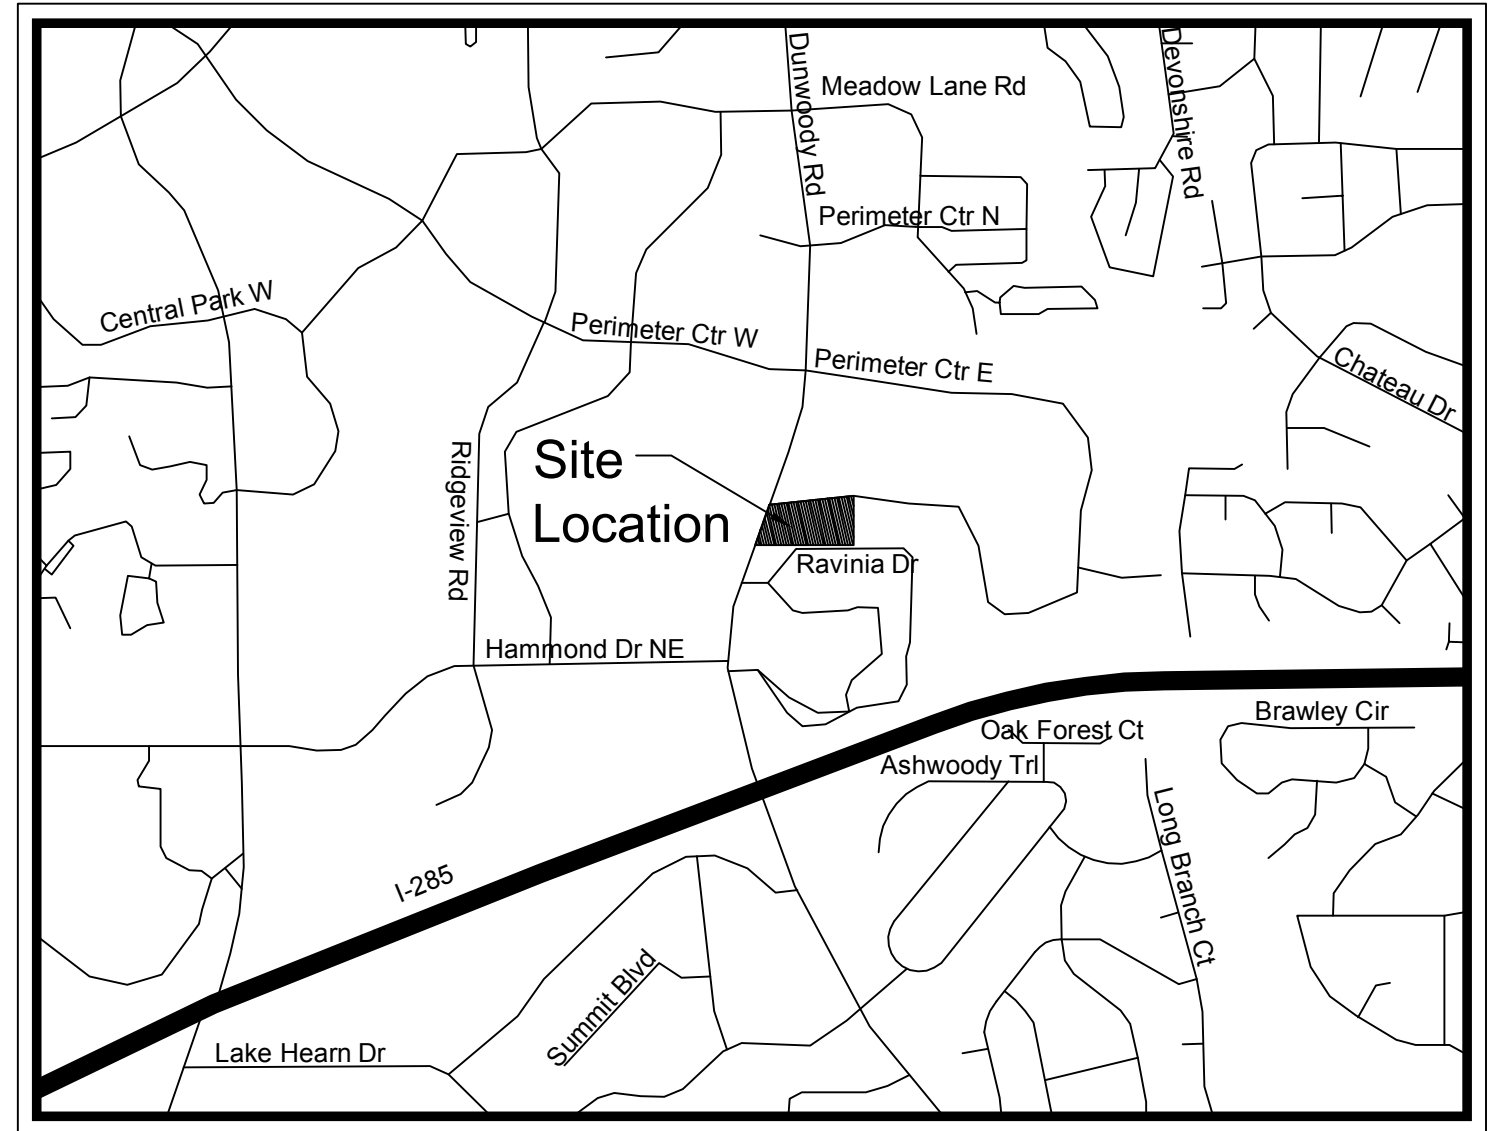 Dunwoody Rd
Devonshire Rd
Meadow Lane Rd
Perimeter Ctr N
Central Park W
Perimeter Ctr W
Perimeter Ctr E
Chateau Dr
Ridgeview Rd
Site
Location
Ravinia Dr
Hammond Dr NE
Brawley Cir
Oak Forest Ct
Ashwoody Trl
Long Branch Ct
I-285
Summit Blvd
Lake Hearn Dr